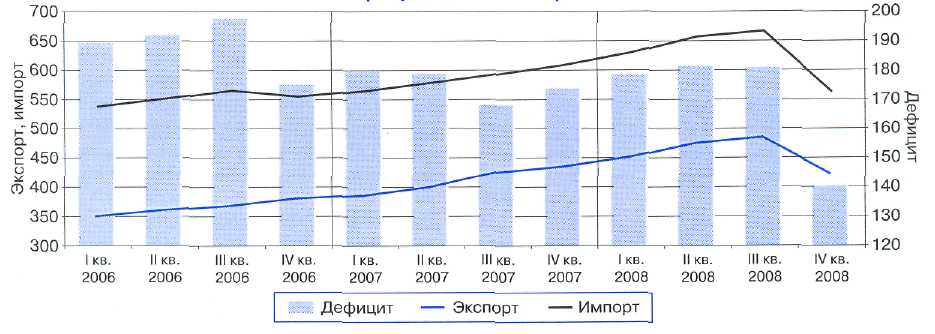 700
650
600
550
500
450
400
350
300
Экспорт, импорт
200
190
180
170
160
150
140
130
120
Дефицит
I кв. 2006
II кв. 2006
III кв. 2006
IV кв. 2006
I кв. 2007
II кв. 2007
III кв. 2007
IV кв. 2007
I кв. 2008
II кв. 2008
III кв. 2008
IV кв. 2008
Дефицит Экспорт Импорт